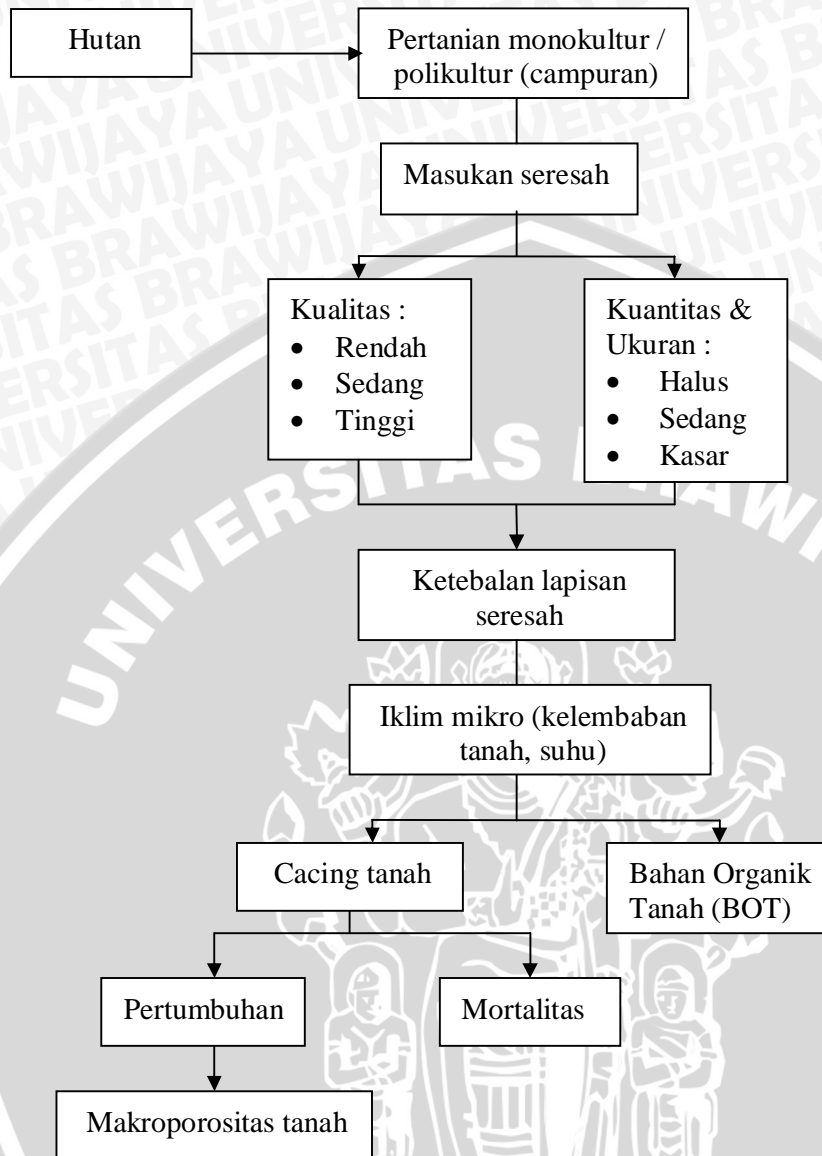 Hutan
Pertanian monokultur /
polikultur (campuran)
Masukan seresah
Kualitas :
• Rendah
• Sedang
• Tinggi
Kuantitas &
Ukuran :
• Halus
• Sedang
• Kasar
Ketebalan lapisan
seresah
Iklim mikro (kelembaban
tanah, suhu)
Cacing tanah
Bahan Organik
Tanah (BOT)
Pertumbuhan
Mortalitas
Makroporositas tanah